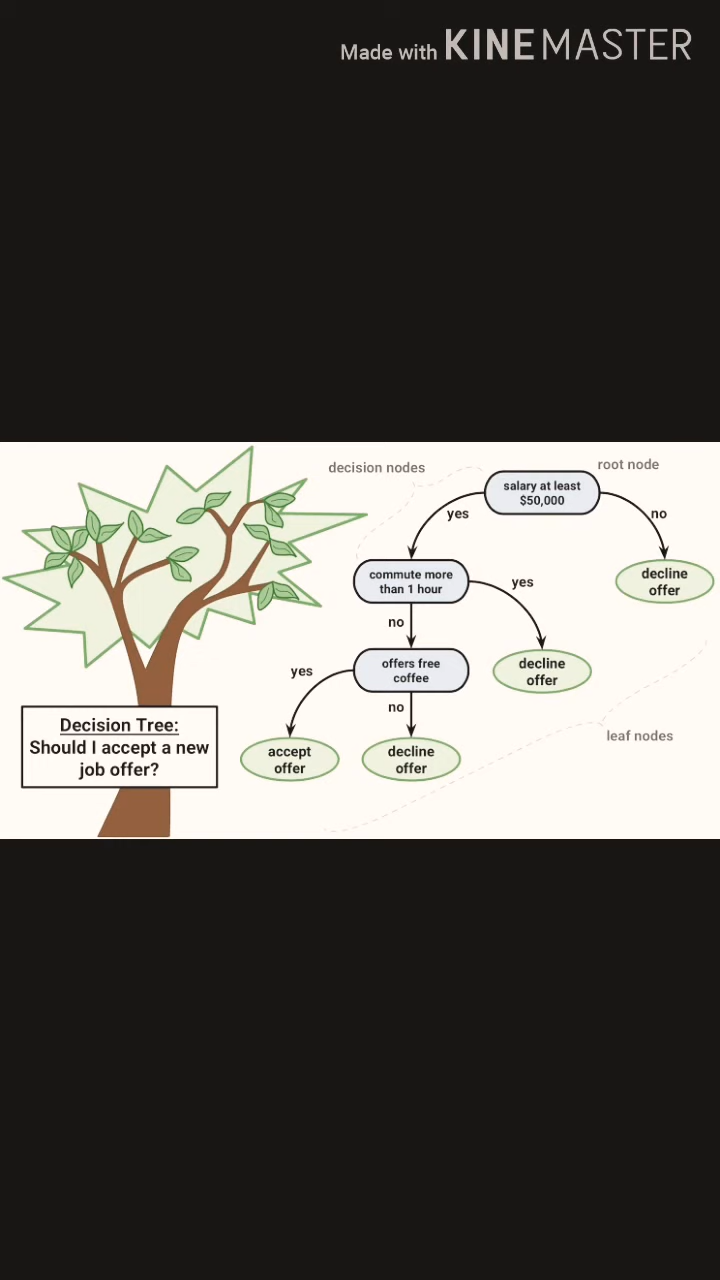 Made with KINEMASTER
decision nodes
root node
salary at least
$50,000
yes
no
commute more
than 1 hour
yes
decline
offer
no
offers free
coffee
decline
offer
yes
no
Decision Tree:
Should I accept a new
job offer?
accept
offer
decline
offer
leaf nodes